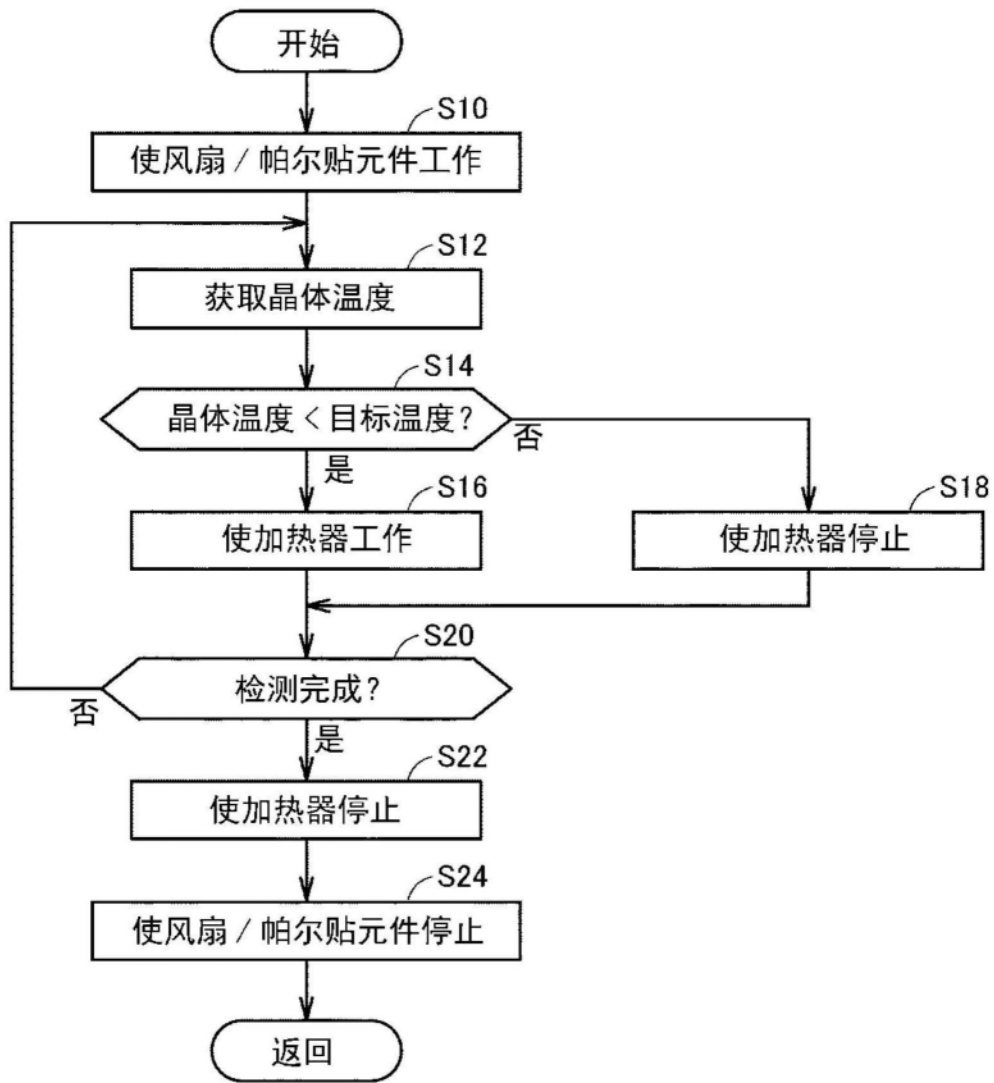 开始
S10
使风扇/帕尔贴元件工作
S12
获取晶体温度
S14
晶体温度<目标温度?
否
是
S16
使加热器工作
S18
使加热器停止
S20
检测完成?
否
是
S22
使加热器停止
S24
使风扇/帕尔贴元件停止
返回